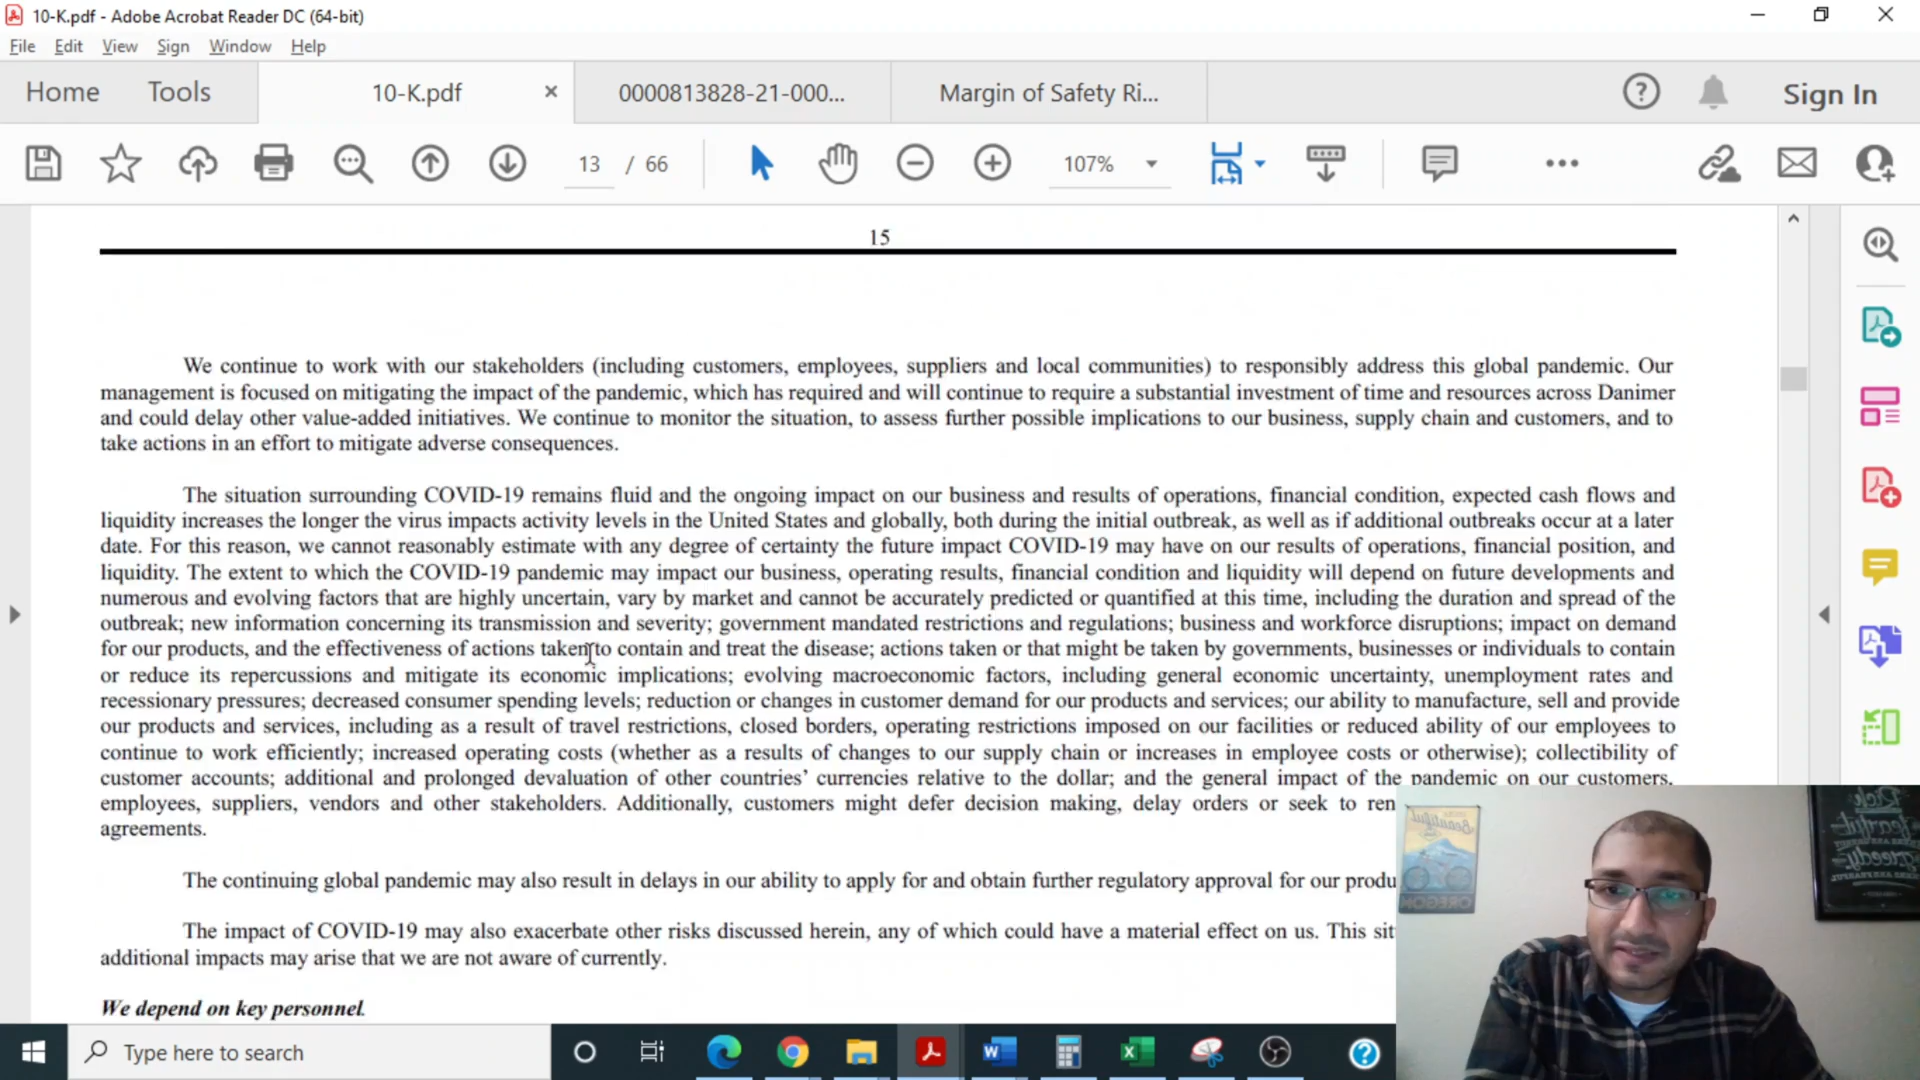 10-K.pdf - Adobe Acrobat Reader DC (64-bit)
File Edit View Sign Window Help
Home Tools 10-K.pdf 0000813828-21-000... Margin of Safety Ri... Sign In
13 / 66 107%
15
We continue to work with our stakeholders (including customers, employees, suppliers and local communities) to responsibly address this global pandemic. Our
management is focused on mitigating the impact of the pandemic, which has required and will continue to require a substantial investment of time and resources across Danimer
and could delay other value-added initiatives. We continue to monitor the situation, to assess further possible implications to our business, supply chain and customers, and to
take actions in an effort to mitigate adverse consequences.
The situation surrounding COVID-19 remains fluid and the ongoing impact on our business and results of operations, financial condition, expected cash flows and
liquidity increases the longer the virus impacts activity levels in the United States and globally, both during the initial outbreak, as well as if additional outbreaks occur at a later
date. For this reason, we cannot reasonably estimate with any degree of certainty the future impact COVID-19 may have on our results of operations, financial position, and
liquidity. The extent to which the COVID-19 pandemic may impact our business, operating results, financial condition and liquidity will depend on future developments and
numerous and evolving factors that are highly uncertain, vary by market and cannot be accurately predicted or quantified at this time, including the duration and spread of the
outbreak; new information concerning its transmission and severity; government mandated restrictions and regulations; business and workforce disruptions; impact on demand
for our products, and the effectiveness of actions taken to contain and treat the disease; actions taken or that might be taken by governments, businesses or individuals to contain
or reduce its repercussions and mitigate its economic implications; evolving macroeconomic factors, including general economic uncertainty, unemployment rates and
recessionary pressures; decreased consumer spending levels; reduction or changes in customer demand for our products and services; our ability to manufacture, sell and provide
our products and services, including as a result of travel restrictions, closed borders, operating restrictions imposed on our facilities or reduced ability of our employees to
continue to work efficiently; increased operating costs (whether as a results of changes to our supply chain or increases in employee costs or otherwise); collectibility of
customer accounts; additional and prolonged devaluation of other countries' currencies relative to the dollar; and the general impact of the pandemic on our customers,
employees, suppliers, vendors and other stakeholders. Additionally, customers might defer decision making, delay orders or seek to ren
agreements.
The continuing global pandemic may also result in delays in our ability to apply for and obtain further regulatory approval for our produ
The impact of COVID-19 may also exacerbate other risks discussed herein, any of which could have a material effect on us. This sit
additional impacts may arise that we are not aware of currently.
We depend on key personnel.
Beautiful
OREGON
Type here to search